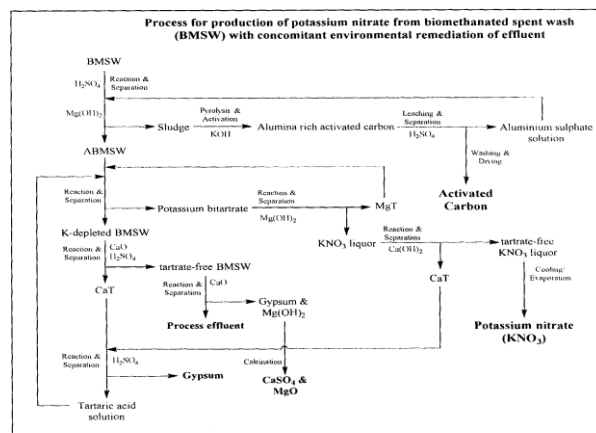 Process for production of potassium nitrate from biomethanated spent wash
(BMSW) with concomitant environmental remediation of effluent
BMSW
H₂SO₄
Reaction &
Separation
Mg(OH)₂
Sludge
Pyrolysis &
Activation
KOH
Alumina rich activated carbon
Leaching &
Separation
H₂SO₄
Aluminium sulphate
solution
Washing &
Drying
Activated
Carbon
ABMSW
Reaction &
Separation
Potassium bitartrate
Reaction &
Separation
Mg(OH)₂
MgT
KNO₃ liquor
Reaction &
Separation
Ca(OH)₂
tartrate-free
KNO₃ liquor
K-depleted BMSW
Reaction &
Separation
CaO
H₂SO₄
tartrate-free BMSW
CaT
Cooling/
Evaporation
CaT
Reaction &
Separation
CaO
Gypsum &
Mg(OH)₂
Process effluent
Potassium nitrate
(KNO₃)
Reaction &
Separation
H₂SO₄
Calcination
Gypsum
CaSO₄ &
MgO
Tartaric acid
solution